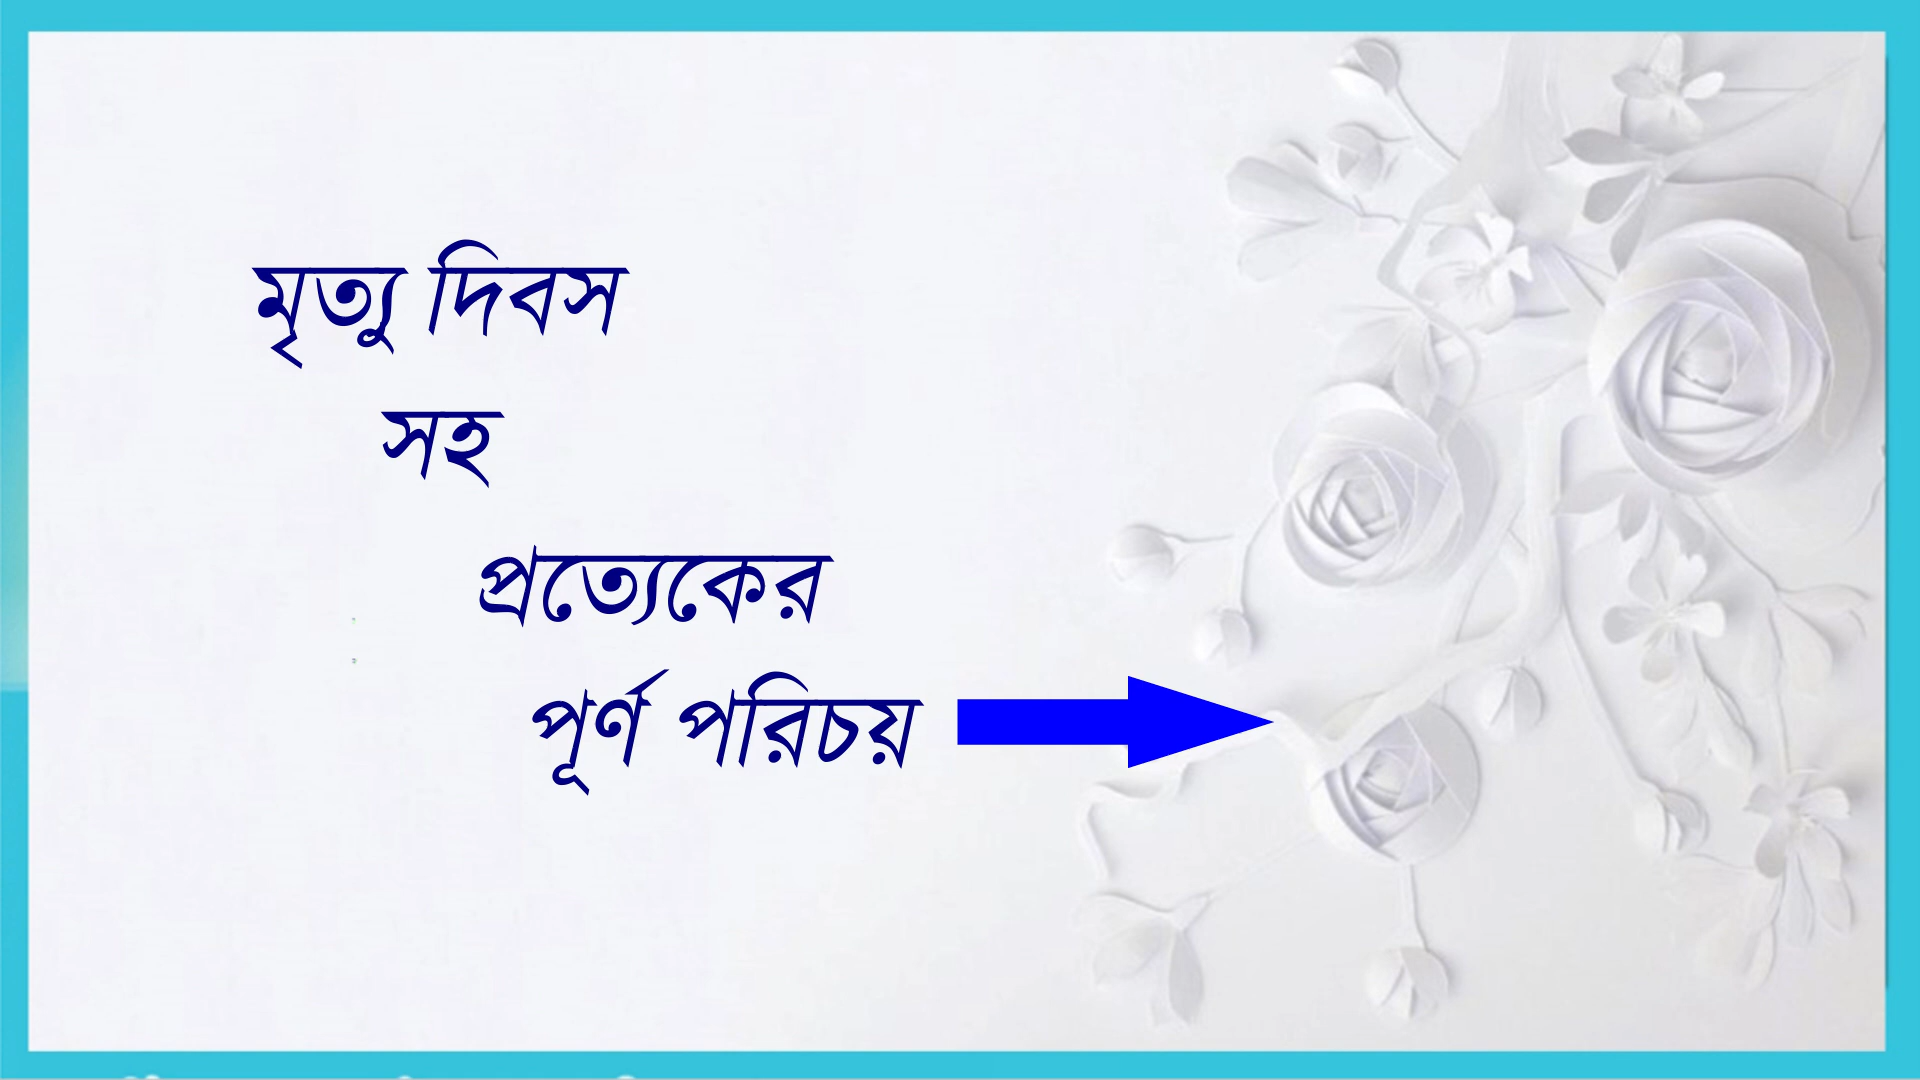 মৃত্যু দিবস
সহ
প্রত্যেকের
পূর্ণ পরিচয়